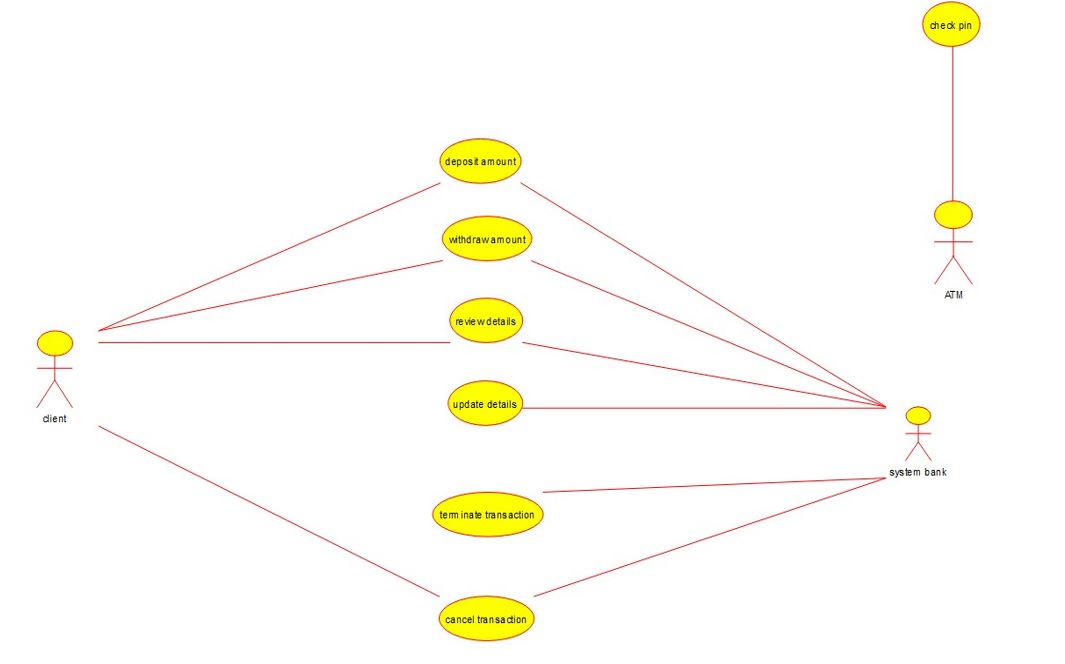 check pin
deposit amount
withdraw amount
ATM
review details
update details
client
system bank
terminate transaction
cancel transaction